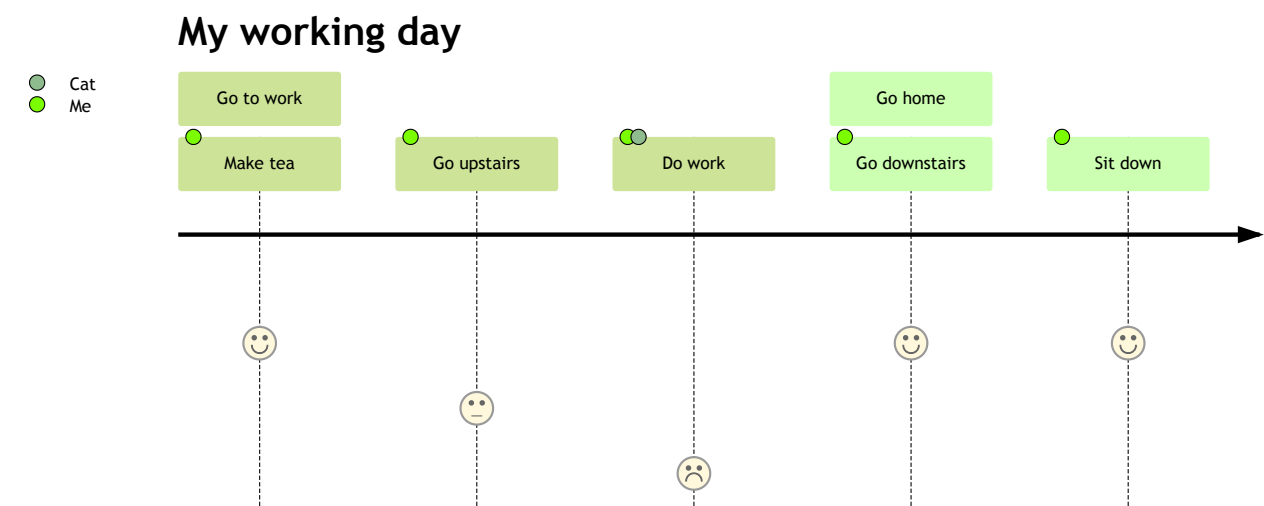 My working day
Cat
Me
Go to work
Go home
Make tea
Go upstairs
Do work
Go downstairs
Sit down